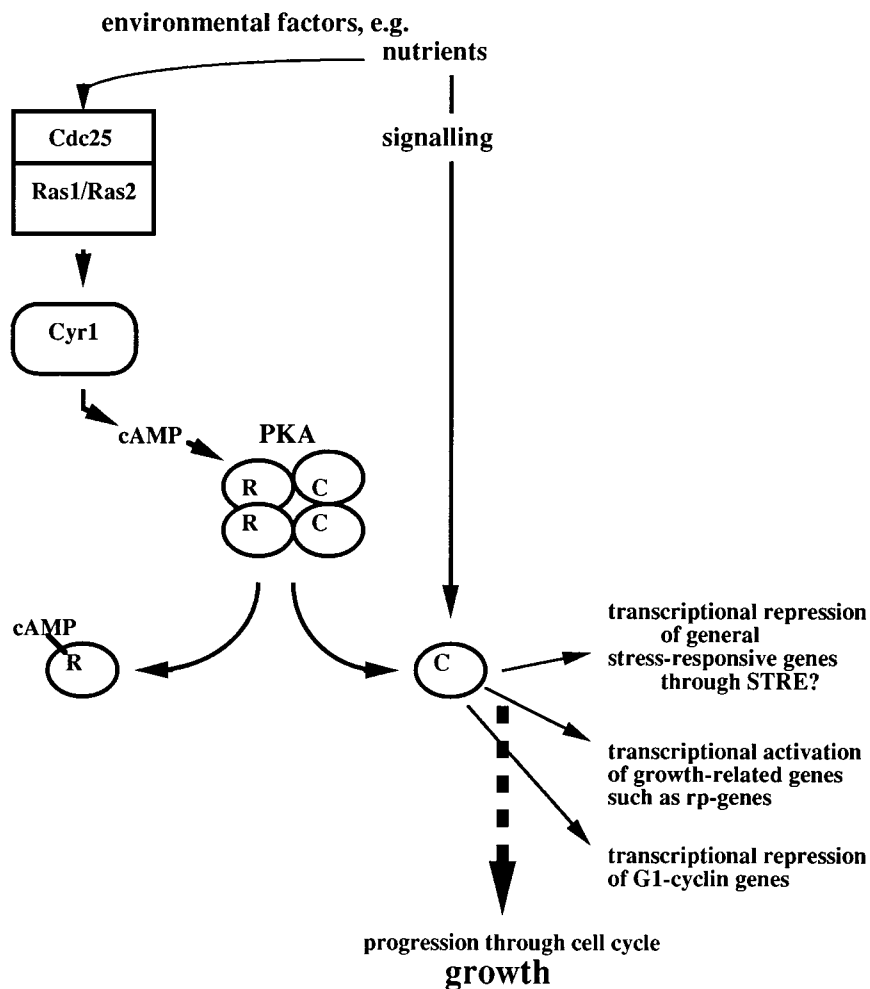 environmental factors, e.g.
nutrients
signalling
Cdc25
Ras1/Ras2
Cyr1
cAMP
PKA
R
C
R
C
cAMP
R
C
transcriptional repression
of general
stress-responsive genes
through STRE?
transcriptional activation
of growth-related genes
such as rp-genes
transcriptional repression
of G1-cyclin genes
progression through cell cycle
growth